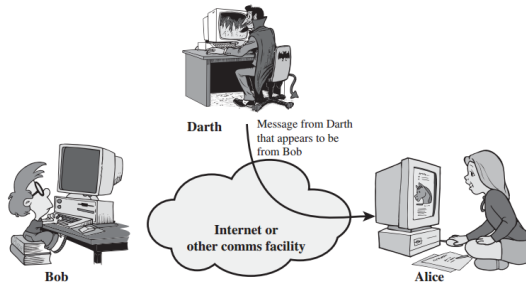 Darth
Message from Darth
that appears to be
from Bob
Internet or
other comms facility
Bob
Alice